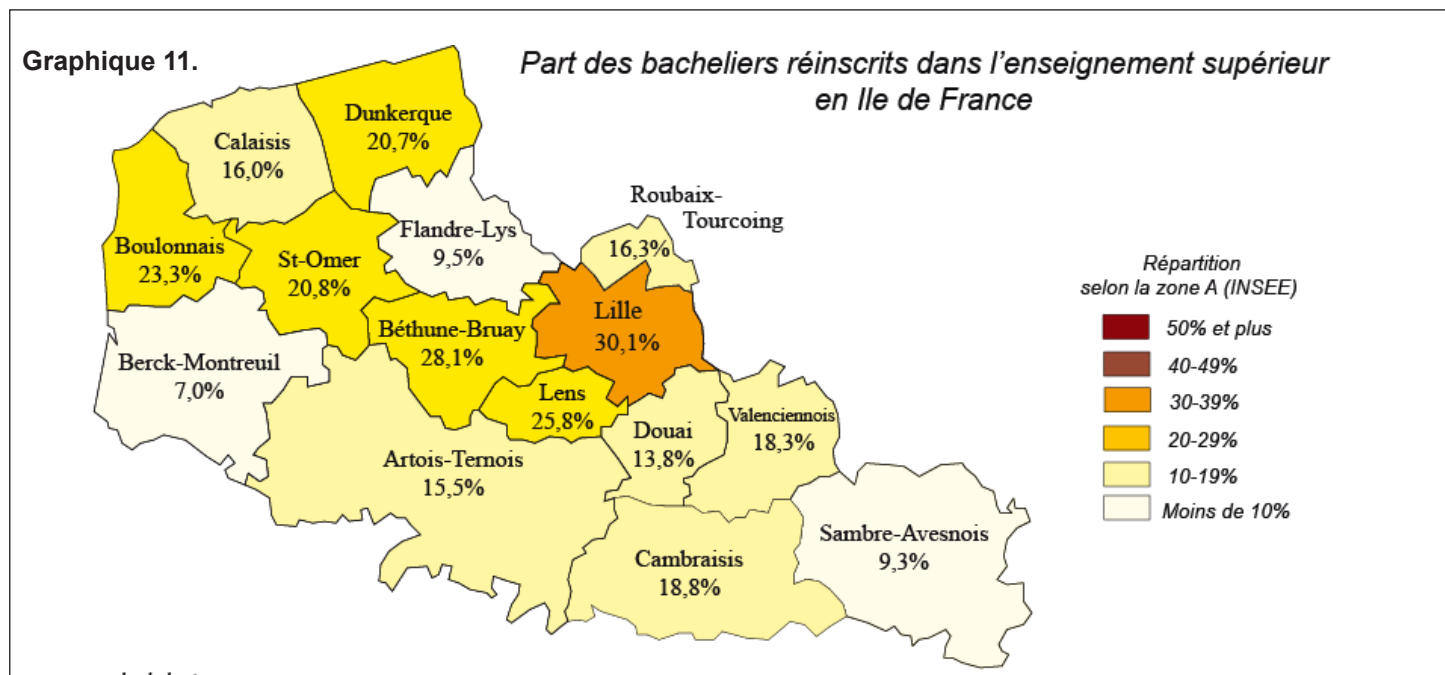 Graphique 11.
Part des bacheliers réinscrits dans l'enseignement supérieur
en Ile de France
Dunkerque
20,7%
Calaisis
16,0%
Roubaix-
Tourcoing
16,3%
Flandre-Lys
9,5%
Boulonnais
23,3%
St-Omer
20,8%
Lille
30,1%
Béthune-Bruay
28,1%
Berck-Montreuil
7,0%
Lens
25,8%
Valenciennois
18,3%
Douai
13,8%
Artois-Ternois
15,5%
Sambre-Avesnois
9,3%
Cambraisis
18,8%
Répartition
selon la zone A (INSEE)
50% et plus
40-49%
30-39%
20-29%
10-19%
Moins de 10%